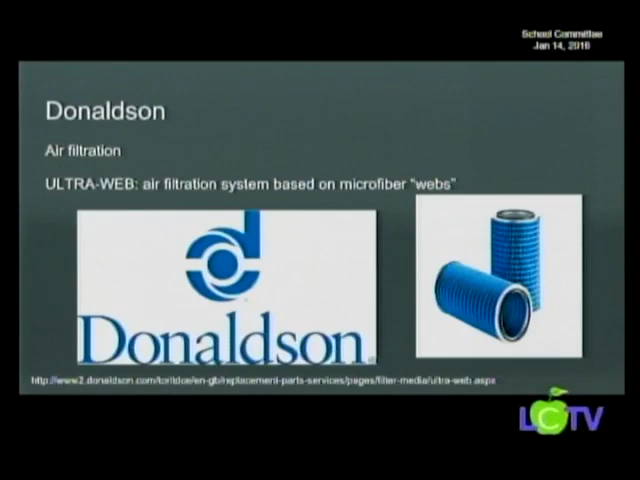 School Committee
Jan 14, 2016
Donaldson
Air filtration
ULTRA-WEB: air filtration system based on microfiber "webs"
Donaldson
LCTV